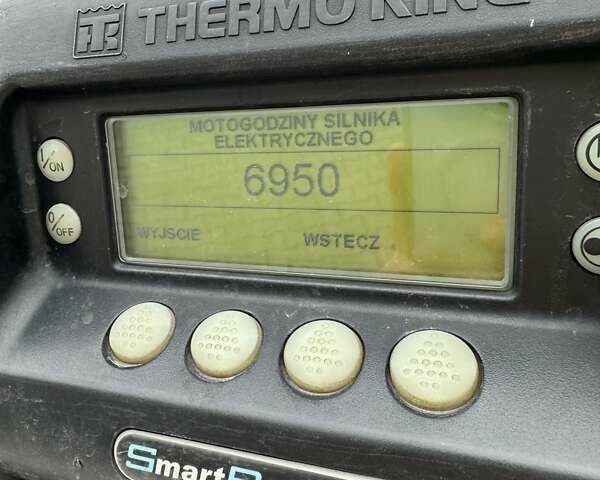 THERMO KING
MOTOGODZINY SILNIKA
ELEKTRYCZNEGO
6950
WYJSCIE WSTECZ
I/ON
0/OFF
Smart